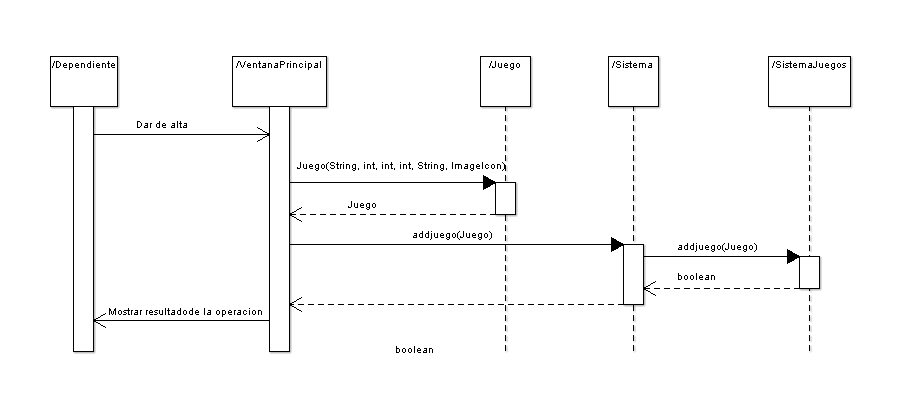 /Dependiente
/VentanaPrincipal
/Juego
/Sistema
/SistemaJuegos
Dar de alta
Juego(String, int, int, int, String, ImageIcon)
Juego
addjuego(Juego)
addjuego(Juego)
boolean
Mostrar resultadode la operacion
boolean